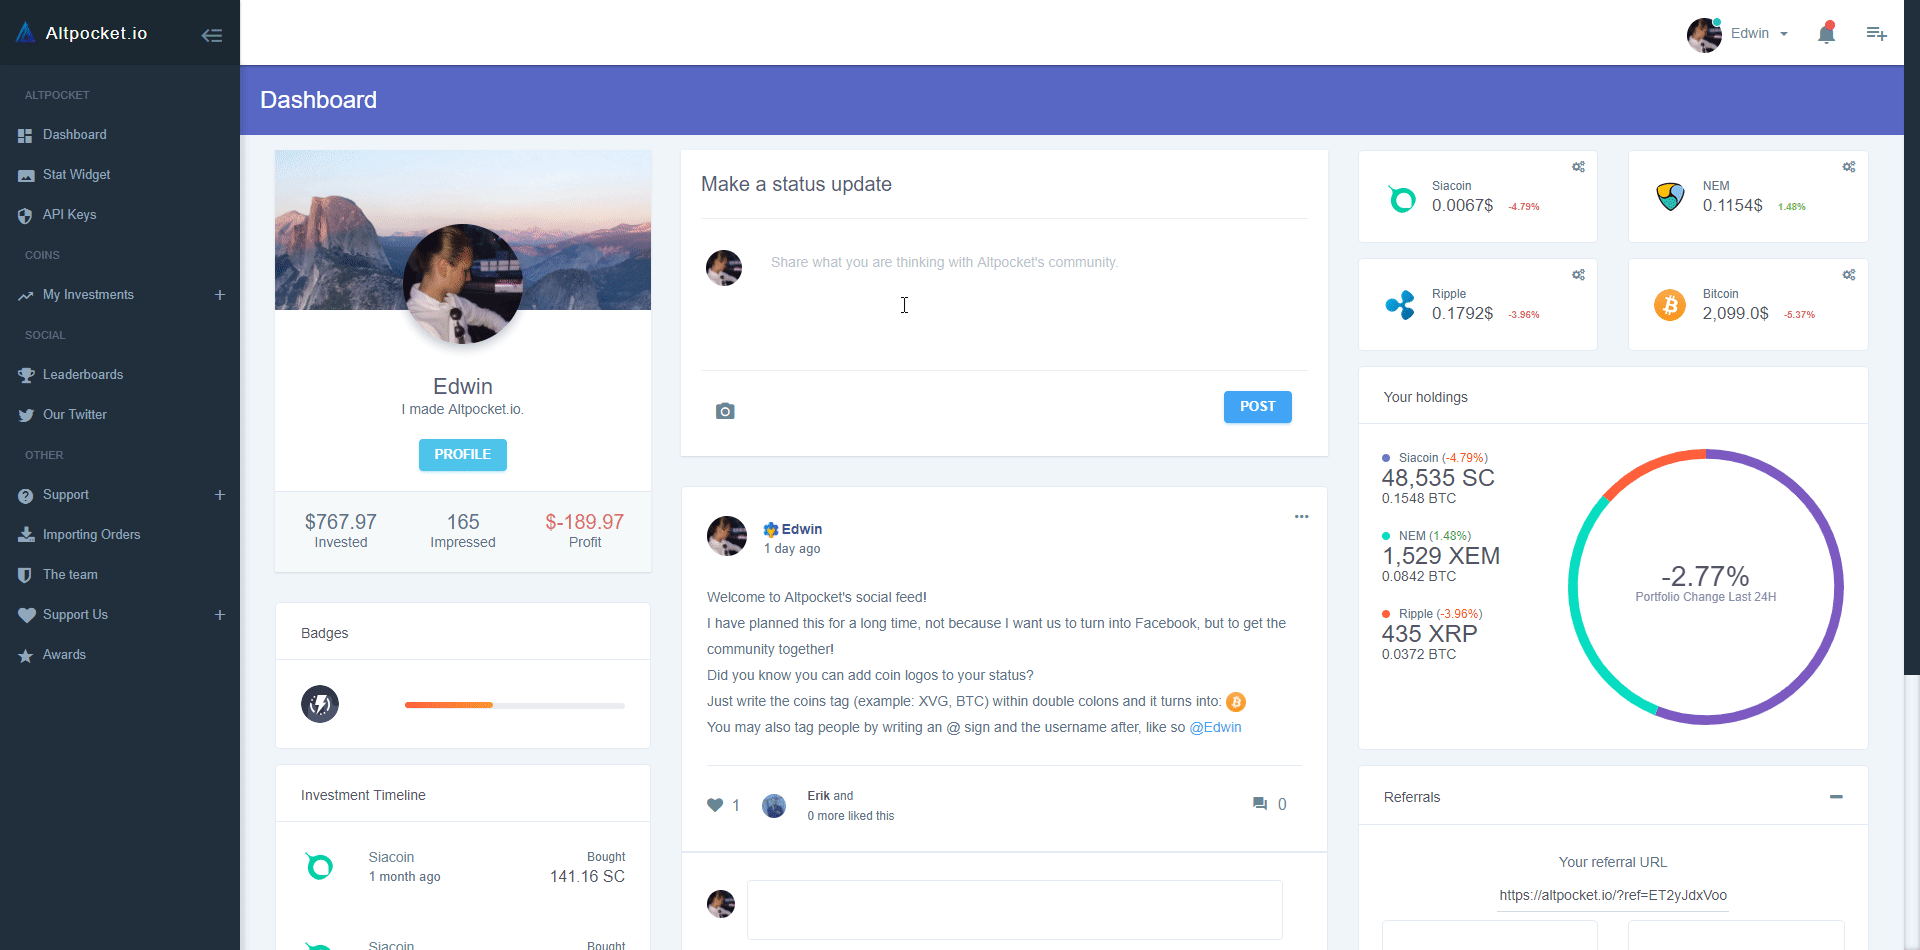 Altpocket.io
Edwin
ALTPOCKET
Dashboard
Stat Widget
API Keys
COINS
My Investments
SOCIAL
Leaderboards
Our Twitter
OTHER
Support
Importing Orders
The team
Support Us
Awards
Dashboard
Edwin
I made Altpocket.io.
PROFILE
$767.97
Invested
165
Impressed
$-189.97
Profit
Badges
Investment Timeline
Siacoin
1 month ago
Bought
141.16 SC
Siacoin
Bought
Make a status update
Share what you are thinking with Altpocket's community.
POST
Edwin
1 day ago
Welcome to Altpocket's social feed!
I have planned this for a long time, not because I want us to turn into Facebook, but to get the
community together!
Did you know you can add coin logos to your status?
Just write the coins tag (example: XVG, BTC) within double colons and it turns into:
You may also tag people by writing an @ sign and the username after, like so @Edwin
1
Erik and
0 more liked this
0
Siacoin
0.0067$ -4.79%
NEM
0.1154$ 1.48%
Ripple
0.1792$ -3.96%
Bitcoin
2,099.0$ -5.37%
Your holdings
Siacoin (-4.79%)
48,535 SC
0.1548 BTC
NEM (1.48%)
1,529 XEM
0.0842 BTC
Ripple (-3.96%)
435 XRP
0.0372 BTC
-2.77%
Portfolio Change Last 24H
Referrals
Your referral URL
https://altpocket.io/?ref=ET2yJdxVoo